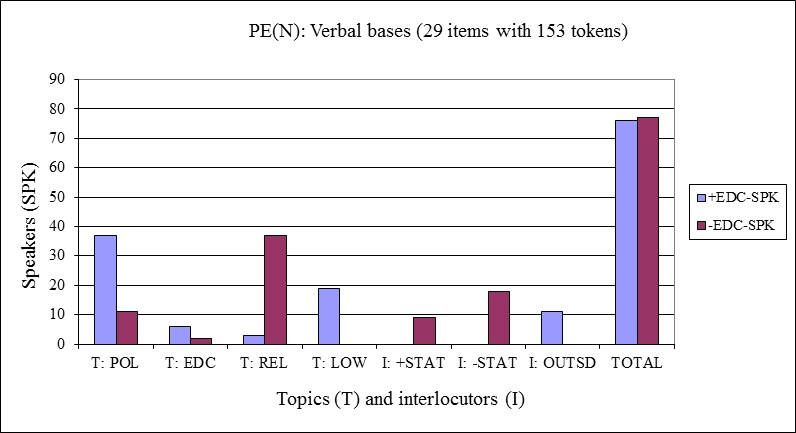 PE(N): Verbal bases (29 items with 153 tokens)
90
80
70
60
50
40
30
20
10
0
Speakers (SPK)
T: POL T: EDC T: REL T: LOW I: +STAT I: -STAT I: OUTSD TOTAL
Topics (T) and interlocutors (I)
+EDC-SPK
-EDC-SPK